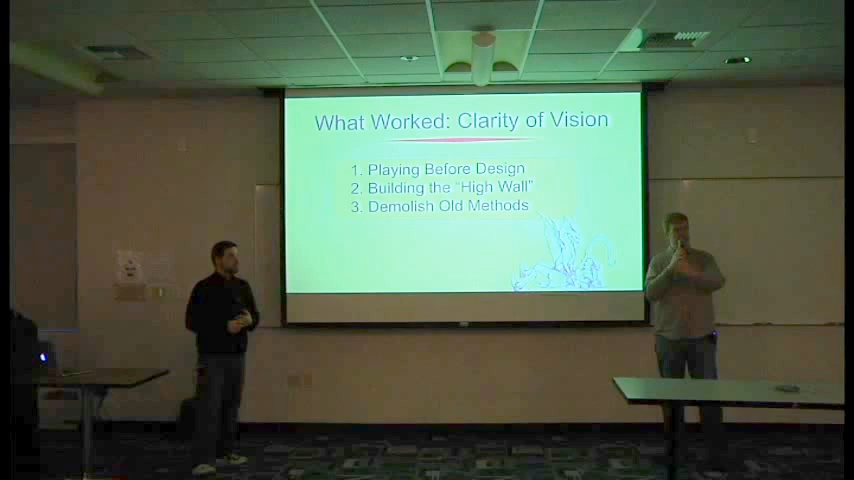 What Worked: Clarity of Vision
1. Playing Before Design
2. Building the "High Wall"
3. Demolish Old Methods